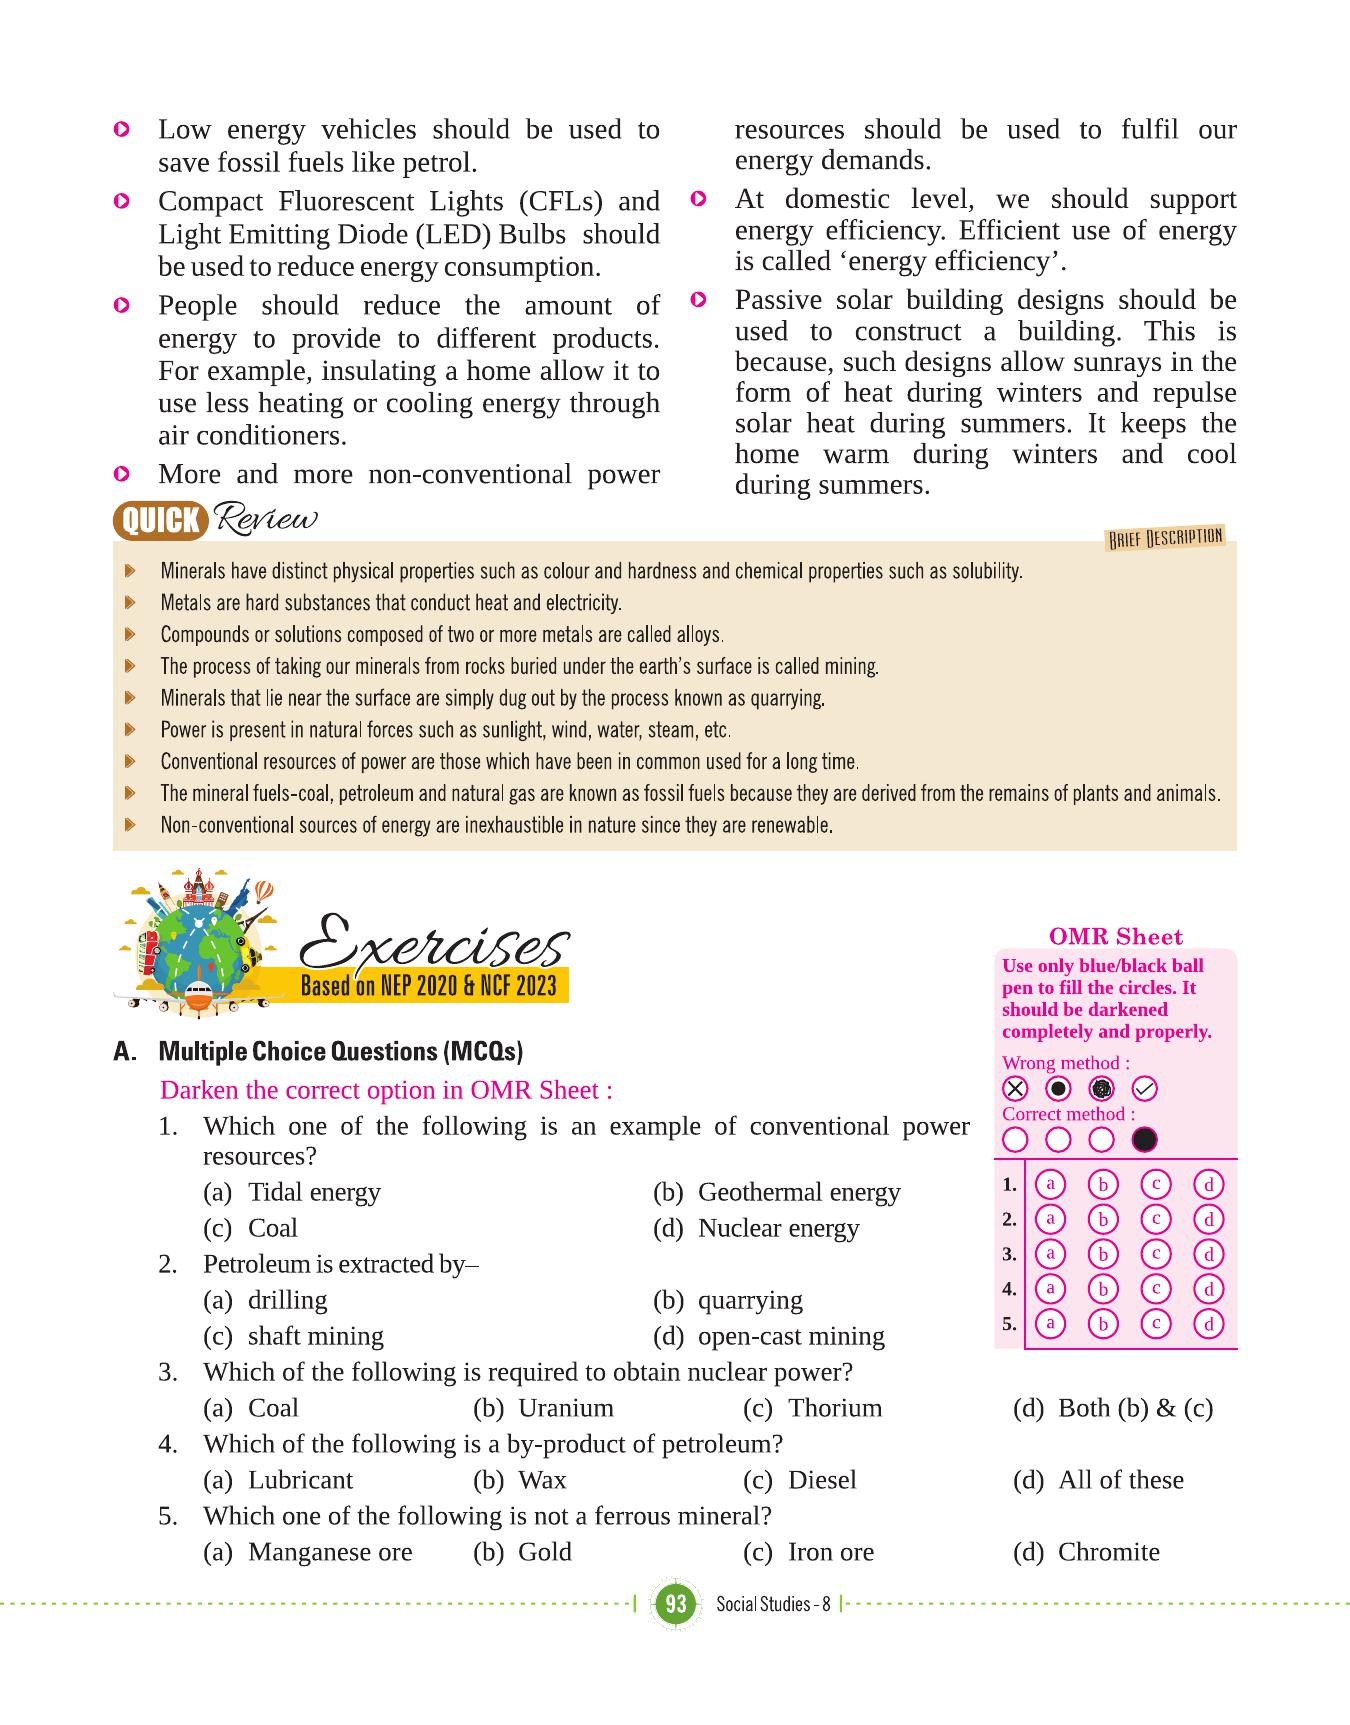 Low energy vehicles should be used to
save fossil fuels like petrol.
Compact Fluorescent Lights (CFLs) and
Light Emitting Diode (LED) Bulbs should
be used to reduce energy consumption.
People should reduce the amount of
energy to provide to different products.
For example, insulating a home allow it to
use less heating or cooling energy through
air conditioners.
More and more non-conventional power
resources should be used to fulfil our
energy demands.
At domestic level, we should support
energy efficiency. Efficient use of energy
is called ‘energy efficiency’.
Passive solar building designs should be
used to construct a building. This is
because, such designs allow sunrays in the
form of heat during winters and repulse
solar heat during summers. It keeps the
home warm during winters and cool
during summers.
QUICK Review
BRIEF DESCRIPTION
Minerals have distinct physical properties such as colour and hardness and chemical properties such as solubility.
Metals are hard substances that conduct heat and electricity.
Compounds or solutions composed of two or more metals are called alloys.
The process of taking our minerals from rocks buried under the earth’s surface is called mining.
Minerals that lie near the surface are simply dug out by the process known as quarrying.
Power is present in natural forces such as sunlight, wind, water, steam, etc.
Conventional resources of power are those which have been in common used for a long time.
The mineral fuels-coal, petroleum and natural gas are known as fossil fuels because they are derived from the remains of plants and animals.
Non-conventional sources of energy are inexhaustible in nature since they are renewable.
Exercises
Based on NEP 2020 & NCF 2023
A. Multiple Choice Questions (MCQs)
Darken the correct option in OMR Sheet :
1. Which one of the following is an example of conventional power
resources?
(a) Tidal energy (b) Geothermal energy
(c) Coal (d) Nuclear energy
2. Petroleum is extracted by–
(a) drilling (b) quarrying
(c) shaft mining (d) open-cast mining
3. Which of the following is required to obtain nuclear power?
(a) Coal (b) Uranium (c) Thorium (d) Both (b) & (c)
4. Which of the following is a by-product of petroleum?
(a) Lubricant (b) Wax (c) Diesel (d) All of these
5. Which one of the following is not a ferrous mineral?
(a) Manganese ore (b) Gold (c) Iron ore (d) Chromite
OMR Sheet
Use only blue/black ball
pen to fill the circles. It
should be darkened
completely and properly.
Wrong method :
Correct method :
1. a b c d
2. a b c d
3. a b c d
4. a b c d
5. a b c d
93 Social Studies - 8